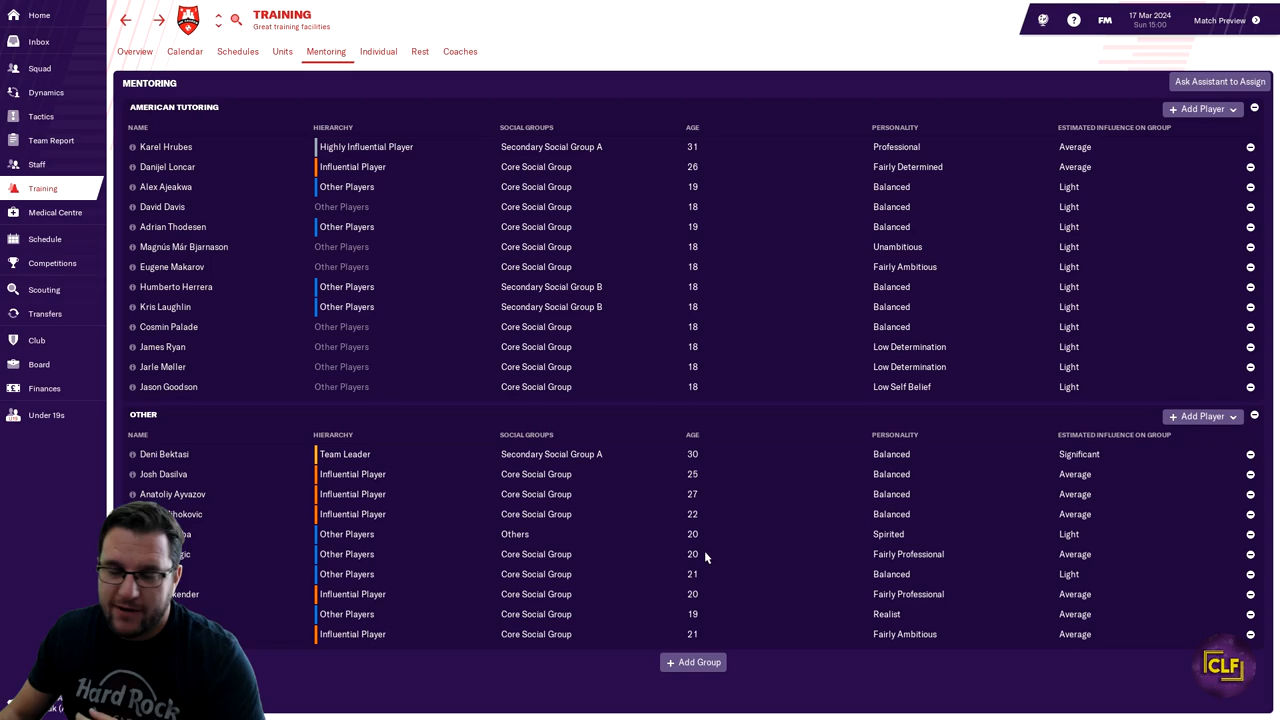 Home
Inbox
Squad
Dynamics
Tactics
Team Report
Staff
Training
Medical Centre
Schedule
Competitions
Scouting
Transfers
Club
Board
Finances
Under 19s
TRAINING
Great training facilities
FM
17 Mar 2024
Sun 15:00
Match Preview
Overview Calendar Schedules Units Mentoring Individual Rest Coaches
MENTORING
Ask Assistant to Assign
AMERICAN TUTORING
Add Player
NAME HIERARCHY SOCIAL GROUPS AGE PERSONALITY ESTIMATED INFLUENCE ON GROUP
Karel Hrubes Highly Influential Player Secondary Social Group A 31 Professional Average
Danijel Loncar Influential Player Core Social Group 26 Fairly Determined Average
Alex Ajeakwa Other Players Core Social Group 19 Balanced Light
David Davis Other Players Core Social Group 18 Balanced Light
Adrian Thodesen Other Players Core Social Group 19 Balanced Light
Magnús Már Bjarnason Other Players Core Social Group 18 Unambitious Light
Eugene Makarov Other Players Core Social Group 18 Fairly Ambitious Light
Humberto Herrera Other Players Secondary Social Group B 18 Balanced Light
Kris Laughlin Other Players Secondary Social Group B 18 Balanced Light
Cosmin Palade Other Players Core Social Group 18 Balanced Light
James Ryan Other Players Core Social Group 18 Low Determination Light
Jarle Møller Other Players Core Social Group 18 Low Determination Light
Jason Goodson Other Players Core Social Group 18 Low Self Belief Light
OTHER
Add Player
NAME HIERARCHY SOCIAL GROUPS AGE PERSONALITY ESTIMATED INFLUENCE ON GROUP
Deni Bektasi Team Leader Secondary Social Group A 30 Balanced Significant
Josh Dasilva Influential Player Core Social Group 25 Balanced Average
Anatoliy Ayvazov Influential Player Core Social Group 27 Balanced Average
Influential Player Core Social Group 22 Balanced Average
Other Players Others 20 Spirited Light
Other Players Core Social Group 20 Fairly Professional Average
Other Players Core Social Group 21 Balanced Light
Influential Player Core Social Group 20 Fairly Professional Average
Other Players Core Social Group 19 Realist Average
Influential Player Core Social Group 21 Fairly Ambitious Average
Add Group
Hard Rock
CLF